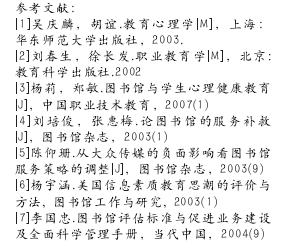 参考文献:
[1]吴庆麟, 胡谊.教育心理学[M], 上海:
华东师范大学出版社, 2003.
[2]刘春生, 徐长发.职业教育学[M], 北京:
教育科学出版社.2002
[3]杨莉, 郑敏.图书馆与学生心理健康教育
[J], 中国职业技术教育, 2007(1)
[4]刘培俊, 张惠梅.论图书馆的服务补救
[J], 图书馆杂志, 2003(1)
[5]陈仰珊.从大众传媒的负面影响看图书馆
服务策略的调整[J], 图书馆杂志, 2003(9)
[6]杨宇涵.美国信息素质教育思潮的评价与
方法, 图书馆工作与研究, 2003(1)
[7]李国忠.图书馆评估标准与促进业务建设
及全面科学管理手册, 当代中国, 2004(9)